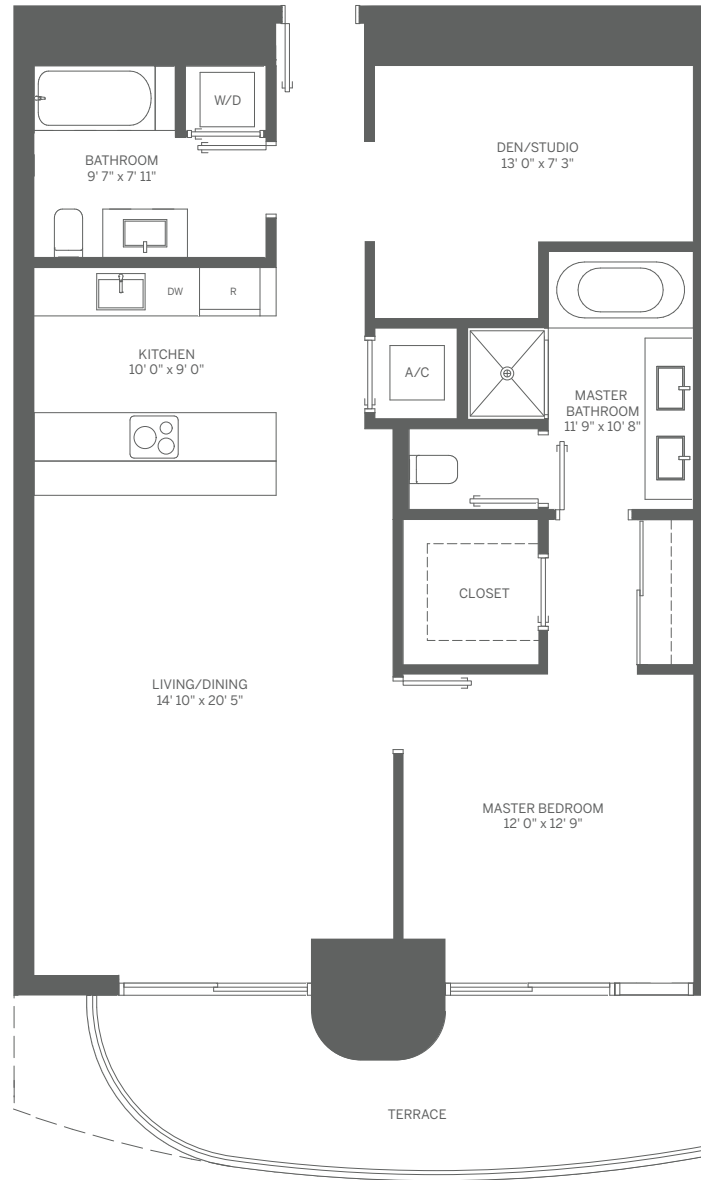 W/D
BATHROOM
9' 7" x 7' 11"
DEN/STUDIO
13' 0" x 7' 3"
DW
R
KITCHEN
10' 0" x 9' 0"
A/C
MASTER
BATHROOM
11' 9" x 10' 8"
CLOSET
LIVING/DINING
14' 10" x 20' 5"
MASTER BEDROOM
12' 0" x 12' 9"
TERRACE